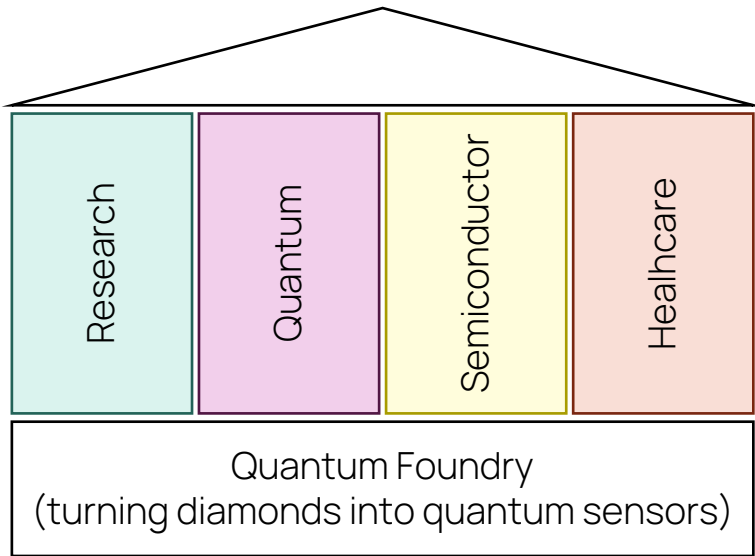 Research
Quantum
Semiconductor
Healhcare
Quantum Foundry
(turning diamonds into quantum sensors)